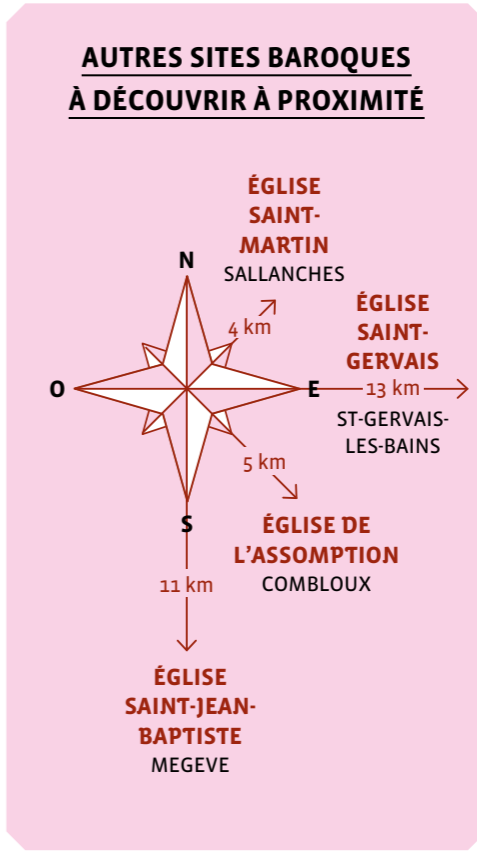 AUTRES SITES BAROQUES
À DÉCOUVRIR À PROXIMITÉ
ÉGLISE
SAINT-
MARTIN
SALLANCHES
N
4 km
ÉGLISE
SAINT-
GERVAIS
O
E
13 km
ST-GERVAIS-
LES-BAINS
5 km
ÉGLISE DE
L'ASSOMPTION
COMBLOUX
S
11 km
ÉGLISE
SAINT-JEAN-
BAPTISTE
MEGEVE